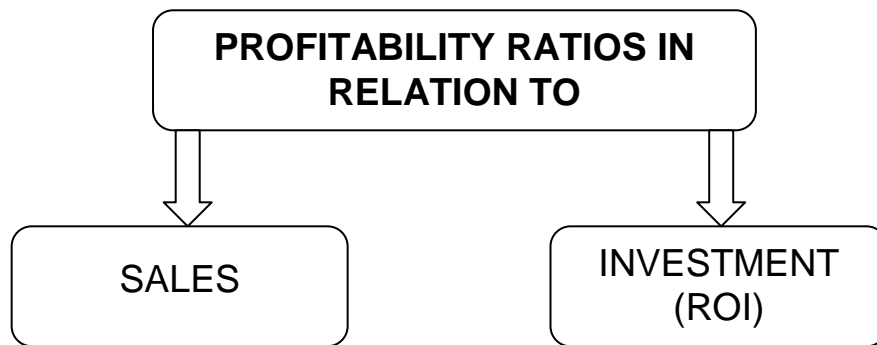 PROFITABILITY RATIOS IN
RELATION TO
SALES
INVESTMENT
(ROI)